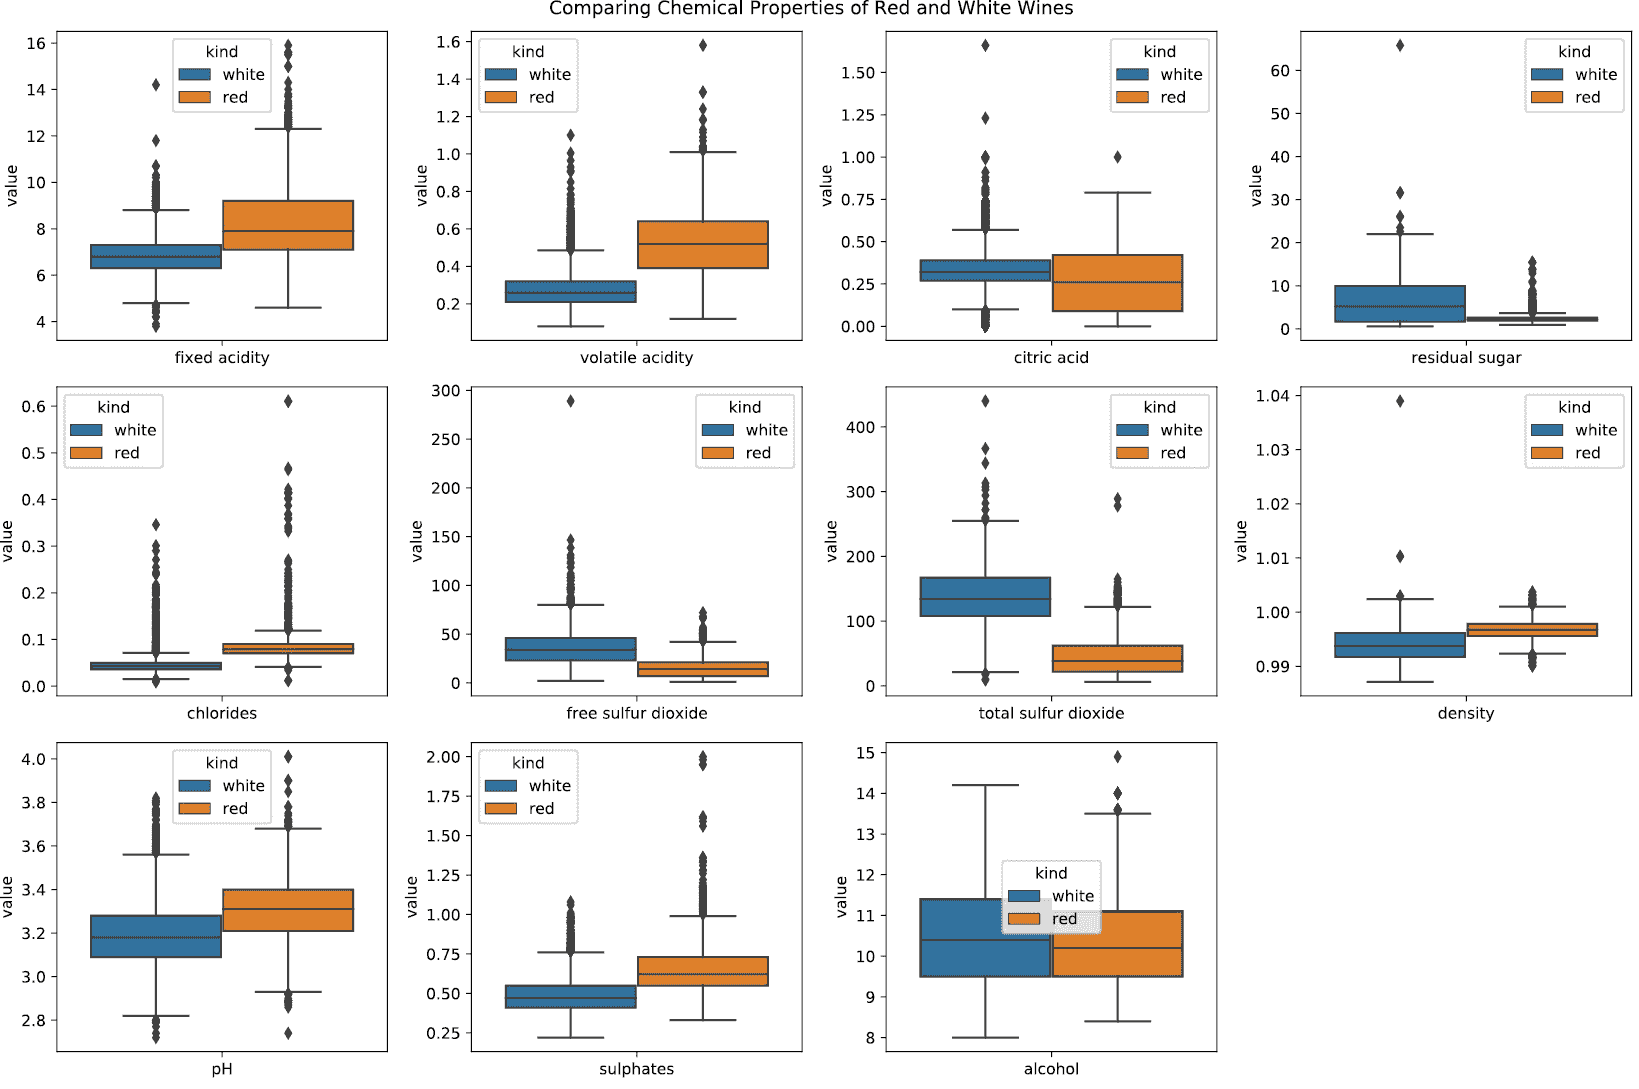 Comparing Chemical Properties of Red and White Wines
16
14
12
10
8
6
4
value
kind
white
red
fixed acidity
1.6
1.4
1.2
1.0
0.8
0.6
0.4
0.2
value
kind
white
red
volatile acidity
1.50
1.25
1.00
0.75
0.50
0.25
0.00
value
kind
white
red
citric acid
60
50
40
30
20
10
0
value
kind
white
red
residual sugar
0.6
0.5
0.4
0.3
0.2
0.1
0.0
value
kind
white
red
chlorides
300
250
200
150
100
50
0
value
kind
white
red
free sulfur dioxide
400
300
200
100
0
value
kind
white
red
total sulfur dioxide
1.04
1.03
1.02
1.01
1.00
0.99
value
kind
white
red
density
4.0
3.8
3.6
3.4
3.2
3.0
2.8
value
kind
white
red
pH
2.00
1.75
1.50
1.25
1.00
0.75
0.50
0.25
value
kind
white
red
sulphates
15
14
13
12
11
10
9
8
value
kind
white
red
alcohol